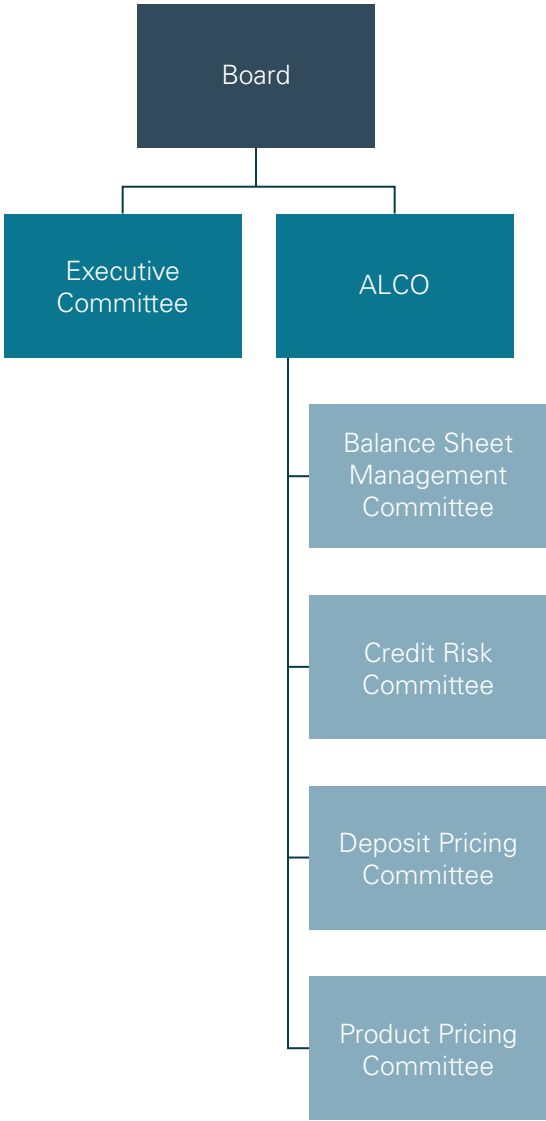 Board
Executive
Committee
ALCO
Balance Sheet
Management
Committee
Credit Risk
Committee
Deposit Pricing
Committee
Product Pricing
Committee